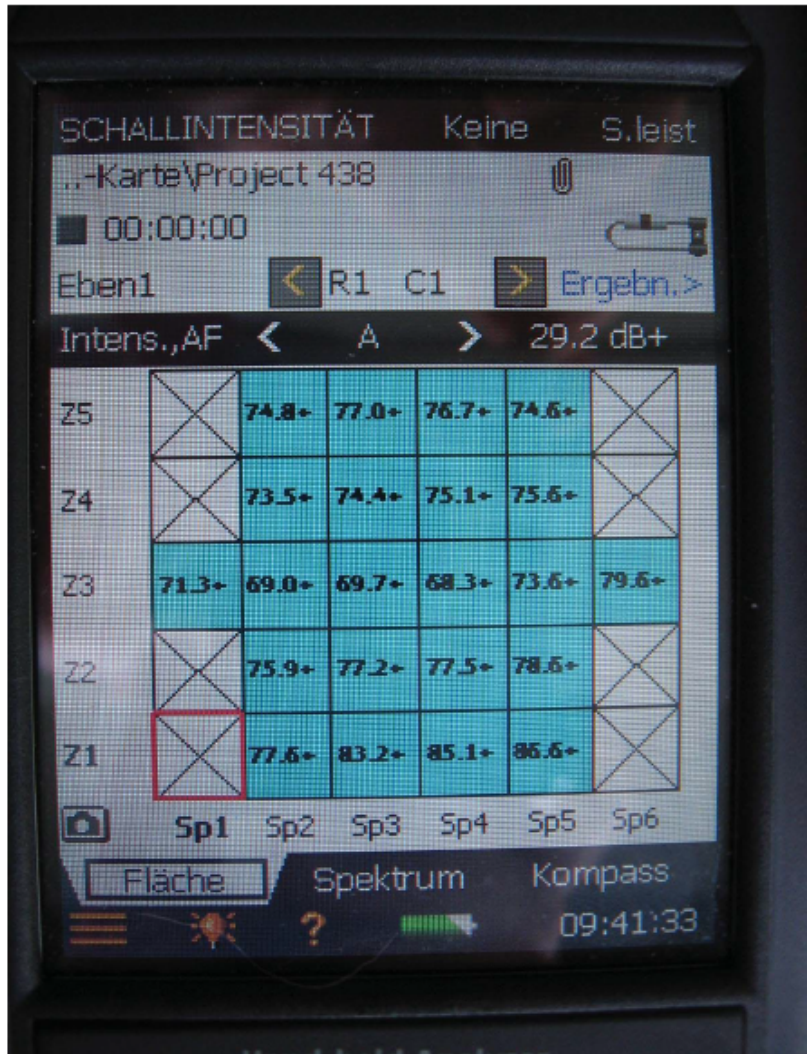 SCHALLINTENSITÄT Keine S.leist
..-Karte\Project 438
00:00:00
Eben1 < R1 C1 > Ergebn.>
Intens.,AF < A > 29.2 dB+
Z5 74.8+ 77.0+ 76.7+ 74.6+
Z4 73.5+ 74.4+ 75.1+ 75.6+
Z3 71.3+ 69.0+ 69.7+ 68.3+ 73.6+ 79.6+
Z2 75.9+ 77.2+ 77.5+ 78.6+
Z1 77.6+ 83.2+ 85.1+ 86.6+
Sp1 Sp2 Sp3 Sp4 Sp5 Sp6
Fläche Spektrum Kompass
? 09:41:33